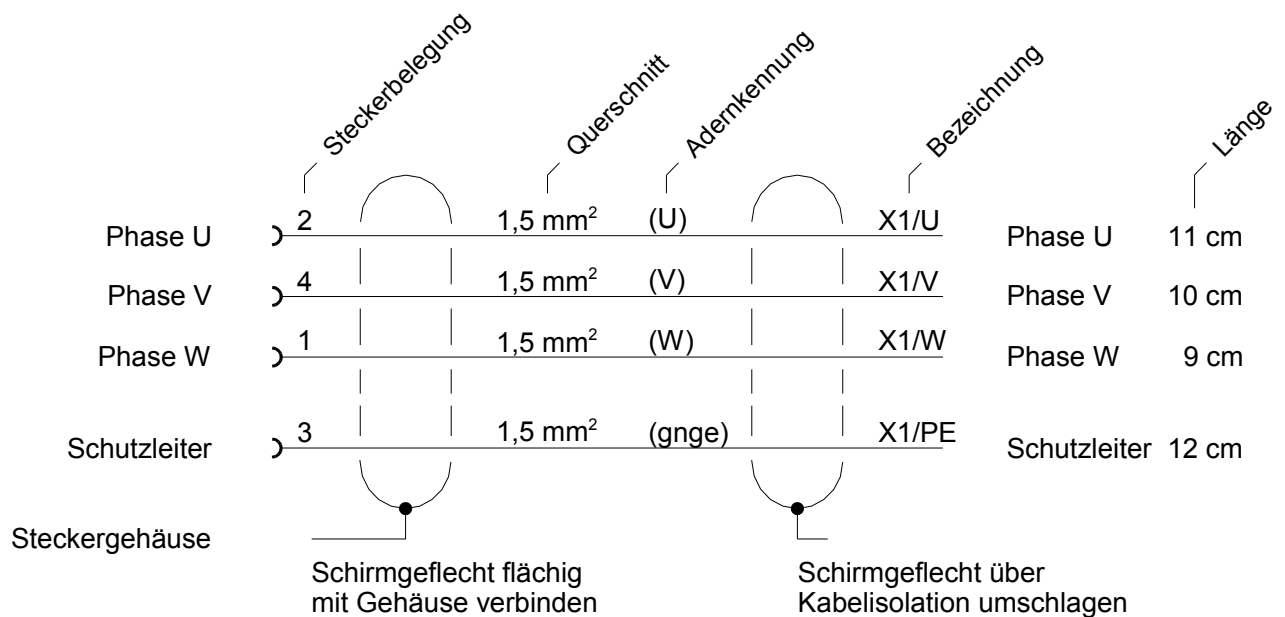 Steckerbelegung
Querschnitt
Adernkennung
Bezeichnung
Länge
Phase U 2 1,5 mm² (U) X1/U Phase U 11 cm
Phase V 4 1,5 mm² (V) X1/V Phase V 10 cm
Phase W 1 1,5 mm² (W) X1/W Phase W 9 cm
Schutzleiter 3 1,5 mm² (gnge) X1/PE Schutzleiter 12 cm
Steckergehäuse
Schirmgeflecht flächig
mit Gehäuse verbinden
Schirmgeflecht über
Kabelisolation umschlagen